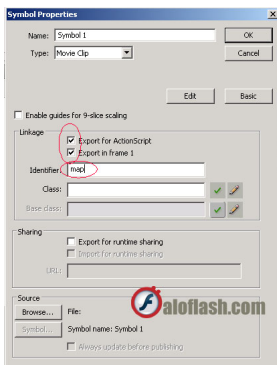 Symbol Properties
Name: Symbol 1 OK
Type: Movie Clip Cancel
Edit Basic
Enable guides for 9-slice scaling
Linkage
Export for ActionScript
Export in frame 1
Identifier: map
Class:
Base class:
Sharing
Export for runtime sharing
Import for runtime sharing
URL:
Source
Browse... File:
aloflash.com
Symbol... Symbol name: Symbol 1
Always update before publishing